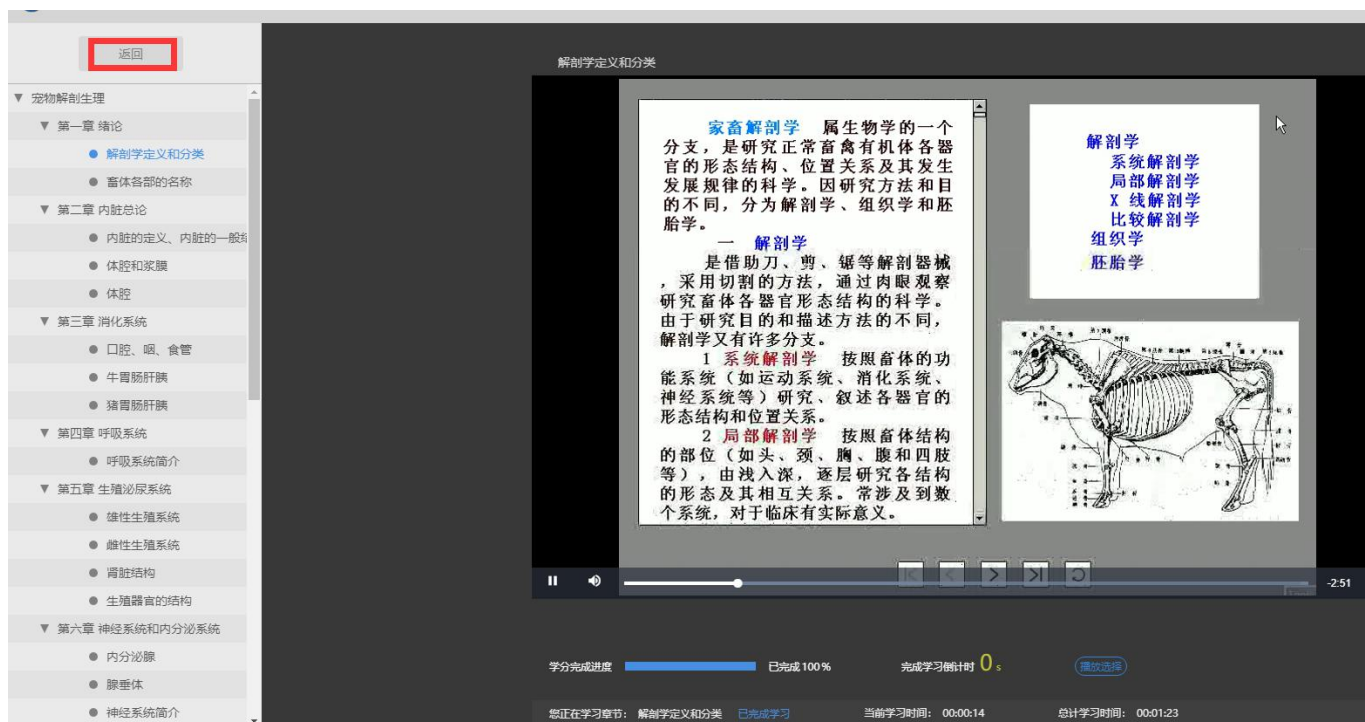 返回
▼ 宠物解剖生理
▼ 第一章 绪论
● 解剖学定义和分类
● 畜体各部的名称
▼ 第二章 内脏总论
● 内脏的定义、内脏的一般
● 体腔和浆膜
● 体腔
▼ 第三章 消化系统
● 口腔、咽、食管
● 牛胃肠肝胰
● 猪胃肠肝胰
▼ 第四章 呼吸系统
● 呼吸系统简介
▼ 第五章 生殖泌尿系统
● 雄性生殖系统
● 雌性生殖系统
● 肾脏结构
● 生殖器官的结构
▼ 第六章 神经系统和内分泌系统
● 内分泌腺
● 腺垂体
● 神经系统简介
解剖学定义和分类
家畜解剖学 属生物学的一个
分支，是研究正常畜禽有机体各器
官的形态结构、位置关系及其发生
发展规律的科学。因研究方法和目
的不同，分为解剖学、组织学和胚
胎学。
一 解剖学
是借助刀、剪、锯等解剖器械
，采用切割的方法，通过肉眼观察
研究畜体各器官形态结构的科学。
由于研究目的和描述方法的不同，
解剖学又有许多分支。
1 系统解剖学 按照畜体的功
能系统（如运动系统、消化系统、
神经系统等）研究、叙述各器官的
形态结构和位置关系。
2 局部解剖学 按照畜体结构
的部位（如头、颈、胸、腹和四肢
等），由浅入深，逐层研究各结构
的形态及其相互关系。常涉及到数
个系统，对于临床有实际意义。
解剖学
系统解剖学
局部解剖学
X 线解剖学
比较解剖学
组织学
胚胎学
-2:51
学分完成进度 已完成 100 % 完成学习倒计时 0 s 播放选择
您正在学习章节： 解剖学定义和分类 已完成学习 当前学习时间： 00:00:14 总计学习时间： 00:01:23